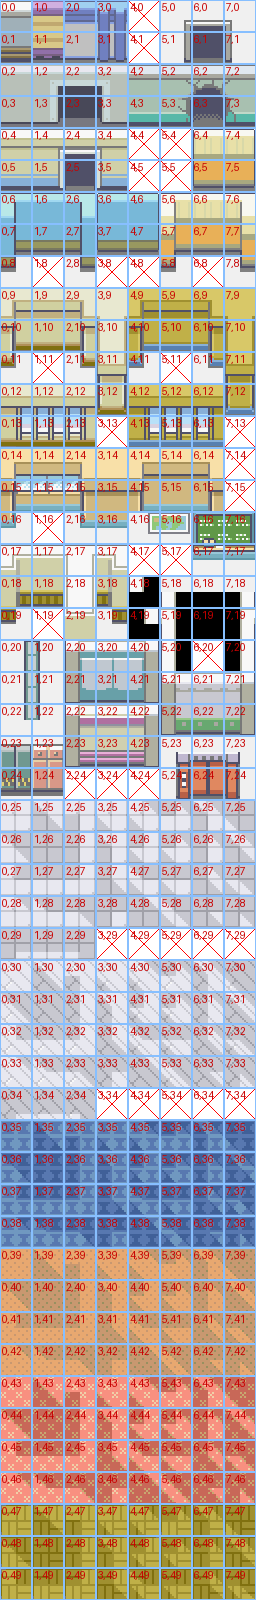 0,0 1,0 2,0 3,0 4,0 5,0 6,0 7,0
0,1 1,1 2,1 3,1 4,1 5,1 6,1 7,1
0,2 1,2 2,2 3,2 4,2 5,2 6,2 7,2
0,3 1,3 2,3 3,3 4,3 5,3 6,3 7,3
0,4 1,4 2,4 3,4 4,4 5,4 6,4 7,4
0,5 1,5 2,5 3,5 4,5 5,5 6,5 7,5
0,6 1,6 2,6 3,6 4,6 5,6 6,6 7,6
0,7 1,7 2,7 3,7 4,7 5,7 6,7 7,7
0,8 1,8 2,8 3,8 4,8 5,8 6,8 7,8
0,9 1,9 2,9 3,9 4,9 5,9 6,9 7,9
0,10 1,10 2,10 3,10 4,10 5,10 6,10 7,10
0,11 1,11 2,11 3,11 4,11 5,11 6,11 7,11
0,12 1,12 2,12 3,12 4,12 5,12 6,12 7,12
0,13 1,13 2,13 3,13 4,13 5,13 6,13 7,13
0,14 1,14 2,14 3,14 4,14 5,14 6,14 7,14
0,15 1,15 2,15 3,15 4,15 5,15 6,15 7,15
0,16 1,16 2,16 3,16 4,16 5,16 6,16 7,16
0,17 1,17 2,17 3,17 4,17 5,17 6,17 7,17
0,18 1,18 2,18 3,18 4,18 5,18 6,18 7,18
0,19 1,19 2,19 3,19 4,19 5,19 6,19 7,19
0,20 1,20 2,20 3,20 4,20 5,20 6,20 7,20
0,21 1,21 2,21 3,21 4,21 5,21 6,21 7,21
0,22 1,22 2,22 3,22 4,22 5,22 6,22 7,22
0,23 1,23 2,23 3,23 4,23 5,23 6,23 7,23
0,24 1,24 2,24 3,24 4,24 5,24 6,24 7,24
0,25 1,25 2,25 3,25 4,25 5,25 6,25 7,25
0,26 1,26 2,26 3,26 4,26 5,26 6,26 7,26
0,27 1,27 2,27 3,27 4,27 5,27 6,27 7,27
0,28 1,28 2,28 3,28 4,28 5,28 6,28 7,28
0,29 1,29 2,29 3,29 4,29 5,29 6,29 7,29
0,30 1,30 2,30 3,30 4,30 5,30 6,30 7,30
0,31 1,31 2,31 3,31 4,31 5,31 6,31 7,31
0,32 1,32 2,32 3,32 4,32 5,32 6,32 7,32
0,33 1,33 2,33 3,33 4,33 5,33 6,33 7,33
0,34 1,34 2,34 3,34 4,34 5,34 6,34 7,34
0,35 1,35 2,35 3,35 4,35 5,35 6,35 7,35
0,36 1,36 2,36 3,36 4,36 5,36 6,36 7,36
0,37 1,37 2,37 3,37 4,37 5,37 6,37 7,37
0,38 1,38 2,38 3,38 4,38 5,38 6,38 7,38
0,39 1,39 2,39 3,39 4,39 5,39 6,39 7,39
0,40 1,40 2,40 3,40 4,40 5,40 6,40 7,40
0,41 1,41 2,41 3,41 4,41 5,41 6,41 7,41
0,42 1,42 2,42 3,42 4,42 5,42 6,42 7,42
0,43 1,43 2,43 3,43 4,43 5,43 6,43 7,43
0,44 1,44 2,44 3,44 4,44 5,44 6,44 7,44
0,45 1,45 2,45 3,45 4,45 5,45 6,45 7,45
0,46 1,46 2,46 3,46 4,46 5,46 6,46 7,46
0,47 1,47 2,47 3,47 4,47 5,47 6,47 7,47
0,48 1,48 2,48 3,48 4,48 5,48 6,48 7,48
0,49 1,49 2,49 3,49 4,49 5,49 6,49 7,49